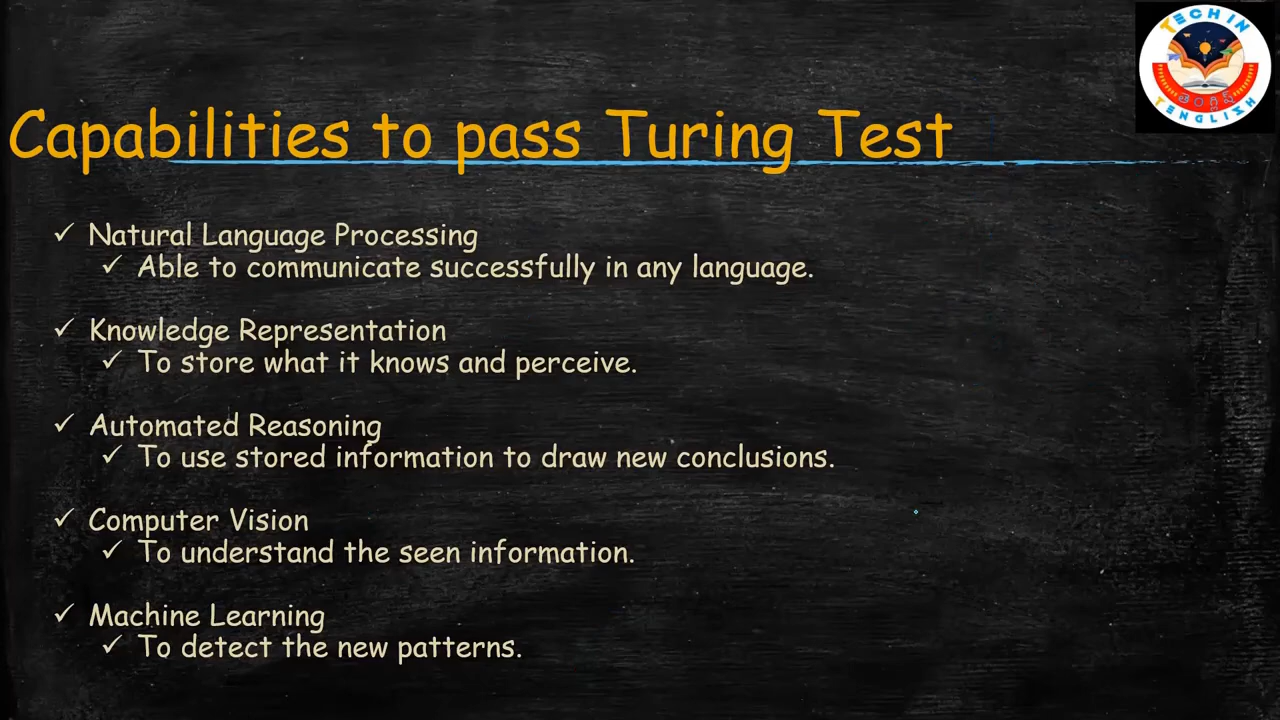 TECH IN
తెంగ్లీష్
TENGLISH
Capabilities to pass Turing Test
✓ Natural Language Processing
✓ Able to communicate successfully in any language.
✓ Knowledge Representation
✓ To store what it knows and perceive.
✓ Automated Reasoning
✓ To use stored information to draw new conclusions.
✓ Computer Vision
✓ To understand the seen information.
✓ Machine Learning
✓ To detect the new patterns.